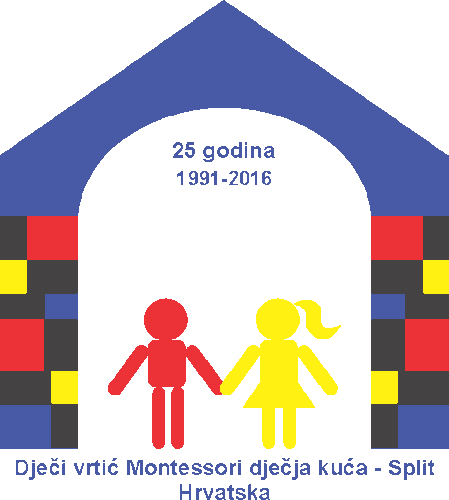 25 godina
1991-2016
Dječi vrtić Montessori dječja kuća - Split
Hrvatska